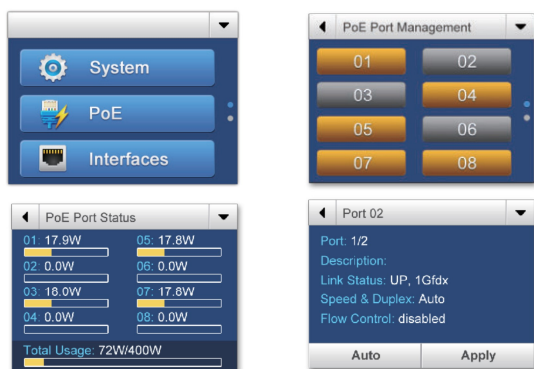 System
PoE
Interfaces
PoE Port Management
01 02
03 04
05 06
07 08
PoE Port Status
01: 17.9W 05: 17.8W
02: 0.0W 06: 0.0W
03: 18.0W 07: 17.8W
04: 0.0W 08: 0.0W
Total Usage: 72W/400W
Port 02
Port: 1/2
Description:
Link Status: UP, 1Gfdx
Speed & Duplex: Auto
Flow Control: disabled
Auto Apply